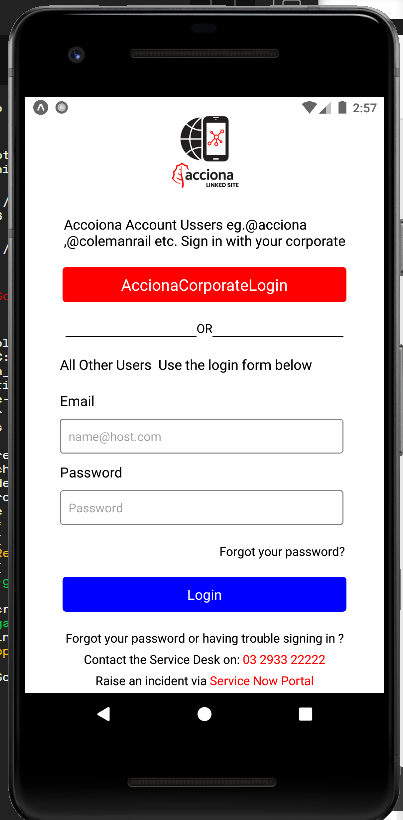 2:57
acciona
LINKED SITE
Accoiona Account Ussers eg.@acciona
,@colemanrail etc. Sign in with your corporate
AccionaCorporateLogin
OR
All Other Users  Use the login form below
Email
name@host.com
Password
Password
Forgot your password?
Login
Forgot your password or having trouble signing in ?
Contact the Service Desk on: 03 2933 22222
Raise an incident via Service Now Portal